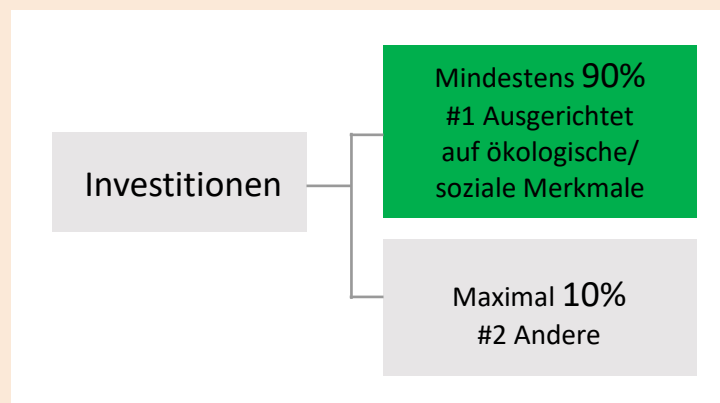 Investitionen
Mindestens 90%
#1 Ausgerichtet
auf ökologische/
soziale Merkmale
Maximal 10%
#2 Andere